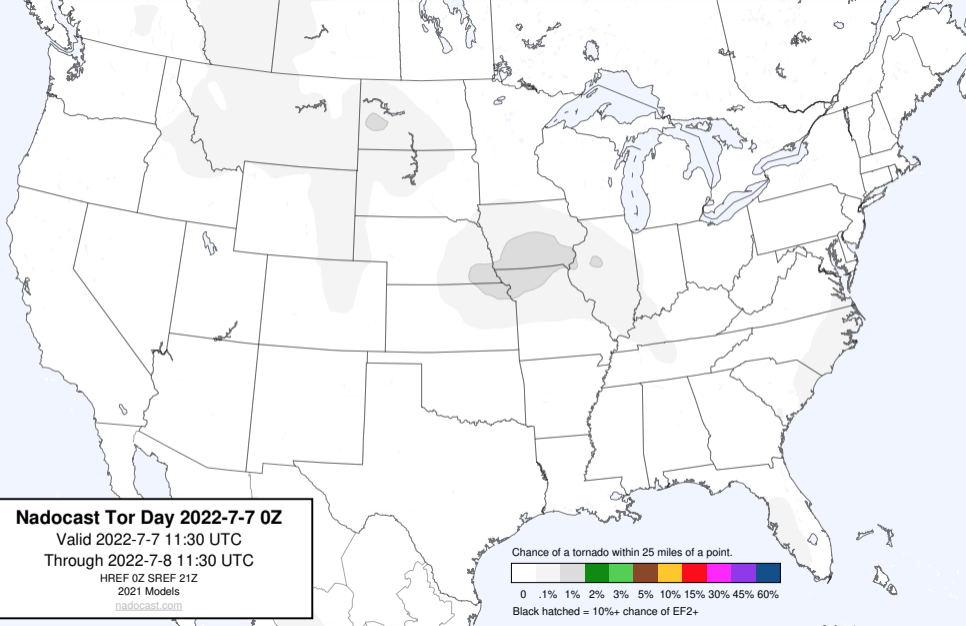 Nadocast Tor Day 2022-7-7 0Z
Valid 2022-7-7 11:30 UTC
Through 2022-7-8 11:30 UTC
HREF 0Z SREF 21Z
2021 Models
nadocast.com
Chance of a tornado within 25 miles of a point.
0 .1% 1% 2% 3% 5% 10% 15% 30% 45% 60%
Black hatched = 10%+ chance of EF2+